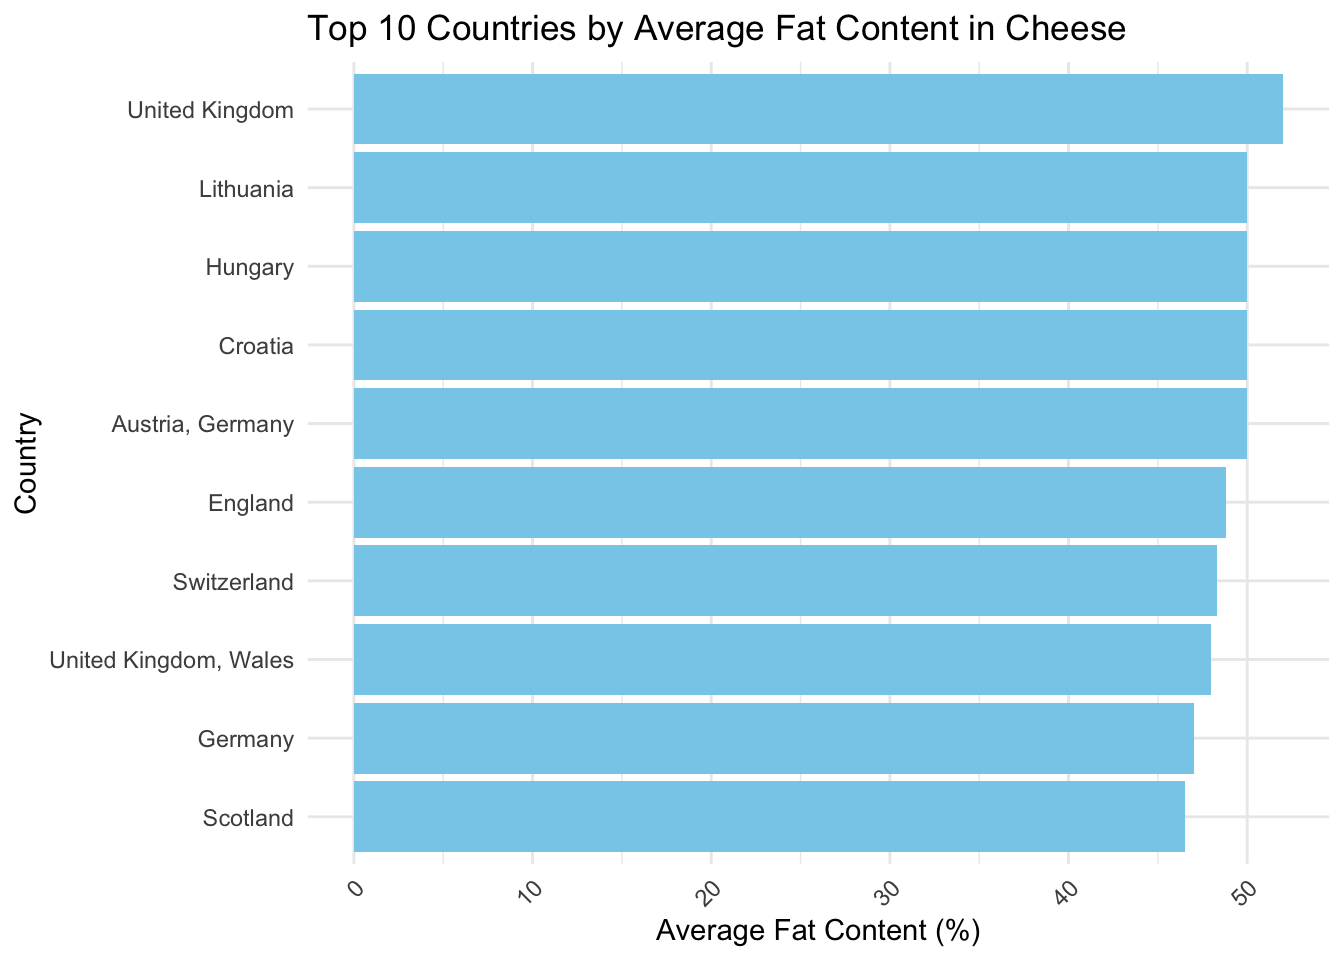 Top 10 Countries by Average Fat Content in Cheese
Country
United Kingdom
Lithuania
Hungary
Croatia
Austria, Germany
England
Switzerland
United Kingdom, Wales
Germany
Scotland
0 10 20 30 40 50
Average Fat Content (%)